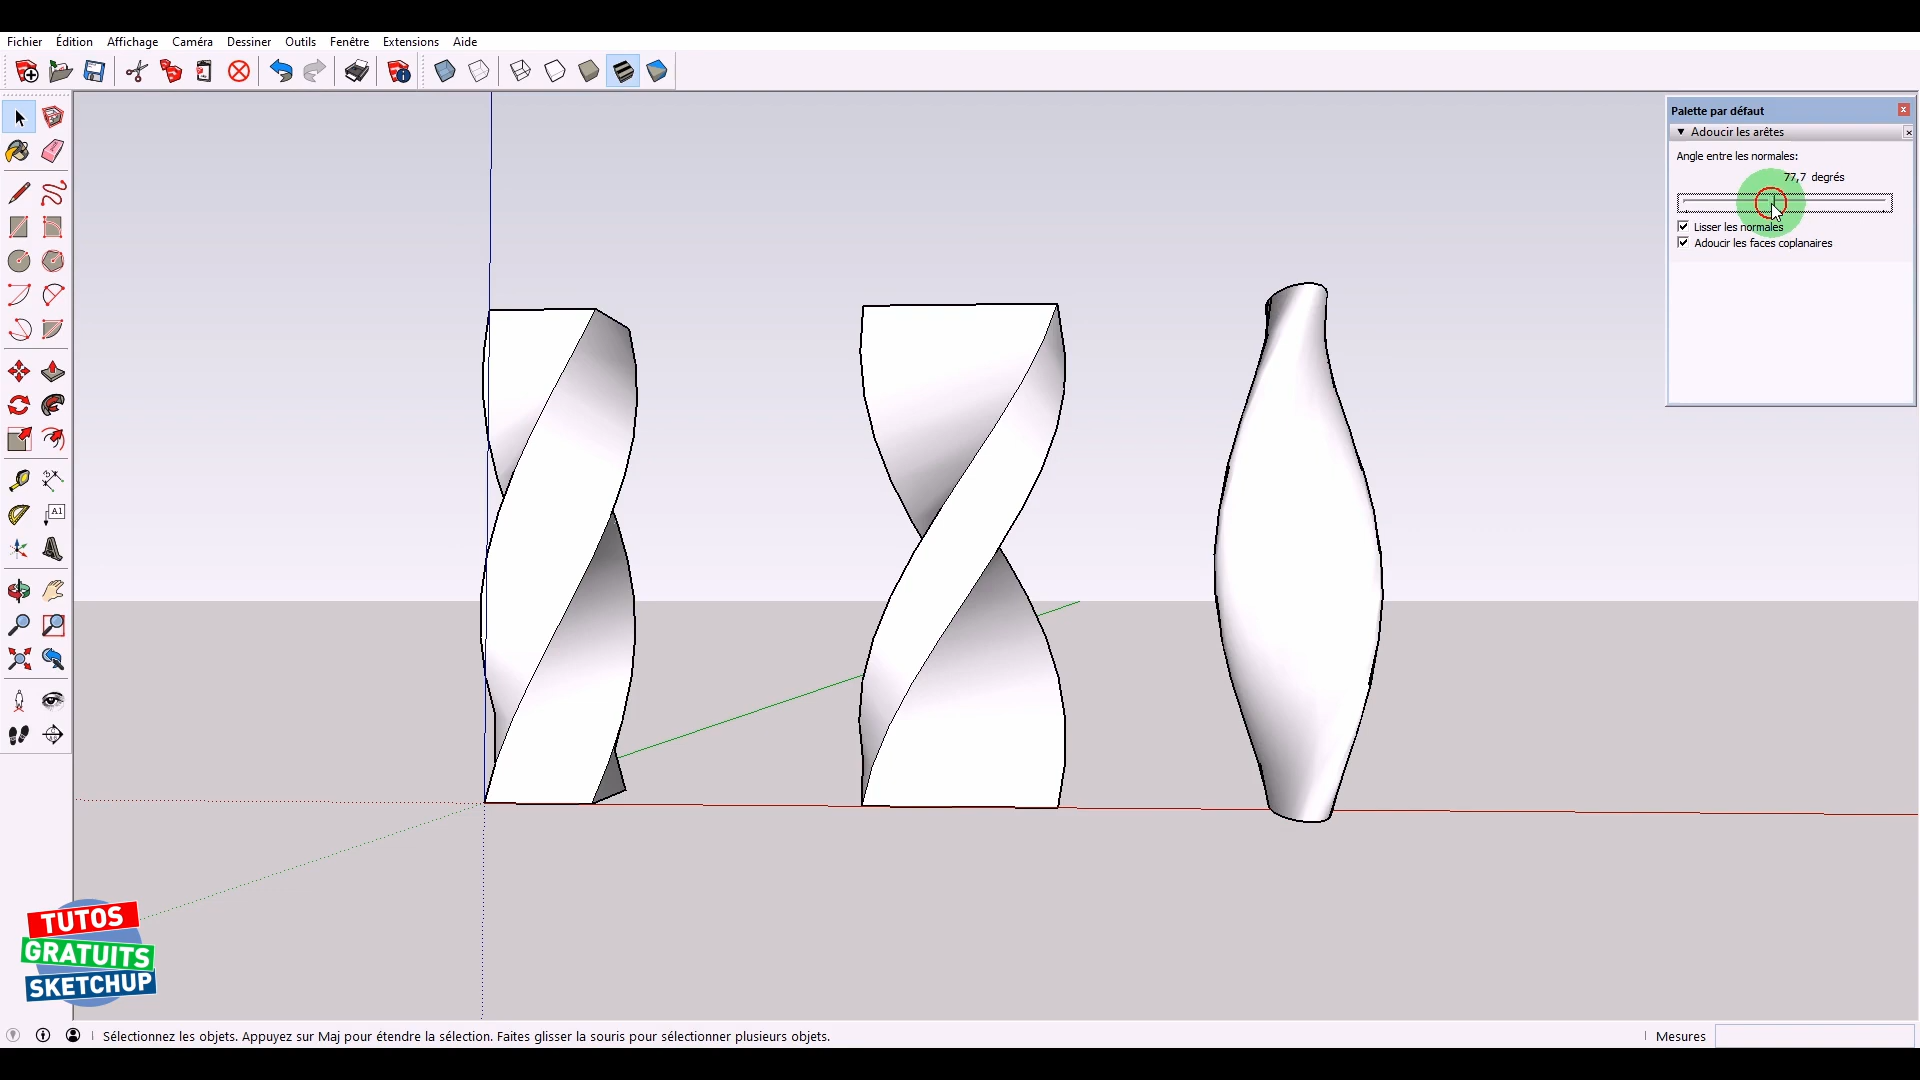 Fichier Édition Affichage Caméra Dessiner Outils Fenêtre Extensions Aide
Palette par défaut
Adoucir les arêtes
Angle entre les normales:
77,7 degrés
Lisser les normales
Adoucir les faces coplanaires
A1
TUTOS
GRATUITS
SKETCHUP
Sélectionnez les objets. Appuyez sur Maj pour étendre la sélection. Faites glisser la souris pour sélectionner plusieurs objets.
Mesures